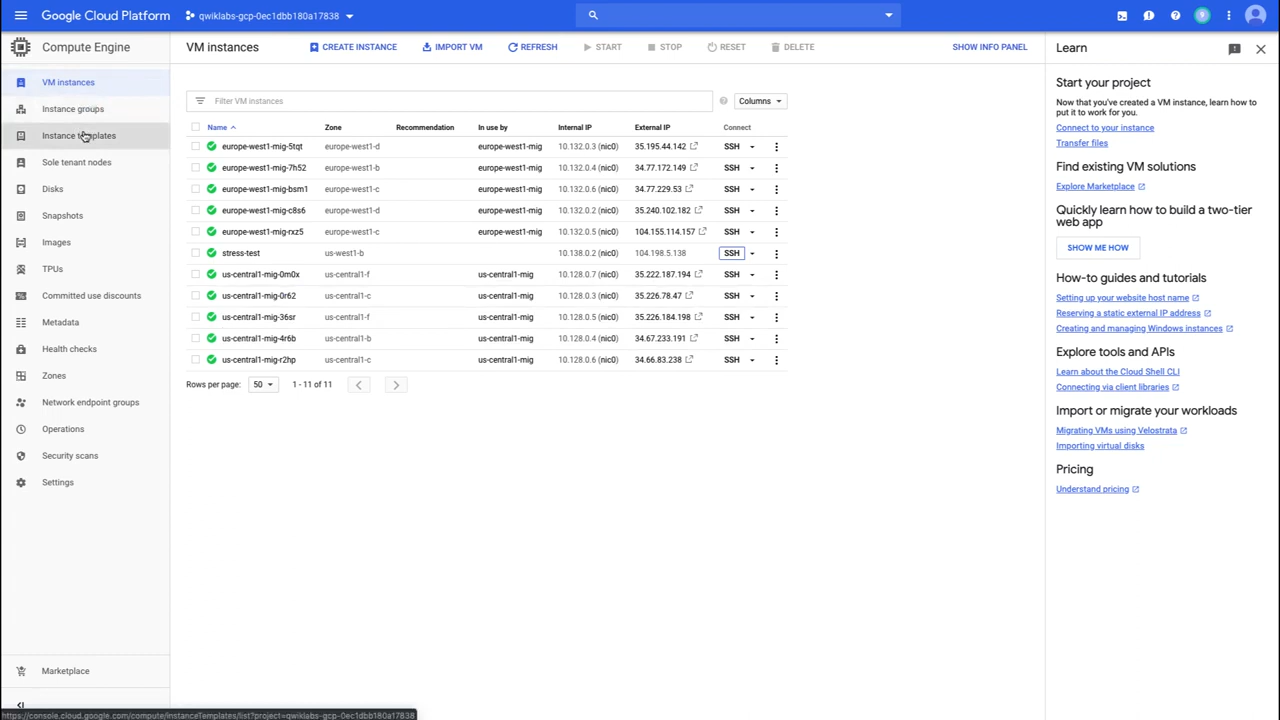 Google Cloud Platform
qwiklabs-gcp-0ec1dbb180a17838
Compute Engine
VM instances
Instance groups
Instance templates
Sole tenant nodes
Disks
Snapshots
Images
TPUs
Committed use discounts
Metadata
Health checks
Zones
Network endpoint groups
Operations
Security scans
Settings
Marketplace
VM instances
CREATE INSTANCE
IMPORT VM
REFRESH
START
STOP
RESET
DELETE
SHOW INFO PANEL
Filter VM instances
Columns
Name Zone Recommendation In use by Internal IP External IP Connect
europe-west1-mig-5tqt europe-west1-d europe-west1-mig 10.132.0.3 (nic0) 35.195.44.142 SSH
europe-west1-mig-7h52 europe-west1-b europe-west1-mig 10.132.0.4 (nic0) 34.77.172.149 SSH
europe-west1-mig-bsm1 europe-west1-c europe-west1-mig 10.132.0.6 (nic0) 34.77.229.53 SSH
europe-west1-mig-c8s6 europe-west1-d europe-west1-mig 10.132.0.2 (nic0) 35.240.102.182 SSH
europe-west1-mig-rxz5 europe-west1-c europe-west1-mig 10.132.0.5 (nic0) 104.155.114.157 SSH
stress-test us-west1-b 10.138.0.2 (nic0) 104.198.5.138 SSH
us-central1-mig-0m0x us-central1-f us-central1-mig 10.128.0.7 (nic0) 35.222.187.194 SSH
us-central1-mig-0r62 us-central1-c us-central1-mig 10.128.0.3 (nic0) 35.226.78.47 SSH
us-central1-mig-36sr us-central1-f us-central1-mig 10.128.0.5 (nic0) 35.226.184.198 SSH
us-central1-mig-4r6b us-central1-b us-central1-mig 10.128.0.4 (nic0) 34.67.233.191 SSH
us-central1-mig-r2hp us-central1-c us-central1-mig 10.128.0.6 (nic0) 34.66.83.238 SSH
Rows per page: 50 1 - 11 of 11
Learn
Start your project
Now that you've created a VM instance, learn how to
put it to work for you.
Connect to your instance
Transfer files
Find existing VM solutions
Explore Marketplace
Quickly learn how to build a two-tier
web app
SHOW ME HOW
How-to guides and tutorials
Setting up your website host name
Reserving a static external IP address
Creating and managing Windows instances
Explore tools and APIs
Learn about the Cloud Shell CLI
Connecting via client libraries
Import or migrate your workloads
Migrating VMs using Velostrata
Importing virtual disks
Pricing
Understand pricing
https://console.cloud.google.com/compute/instanceTemplates/list?project=qwiklabs-gcp-0ec1dbb180a17838